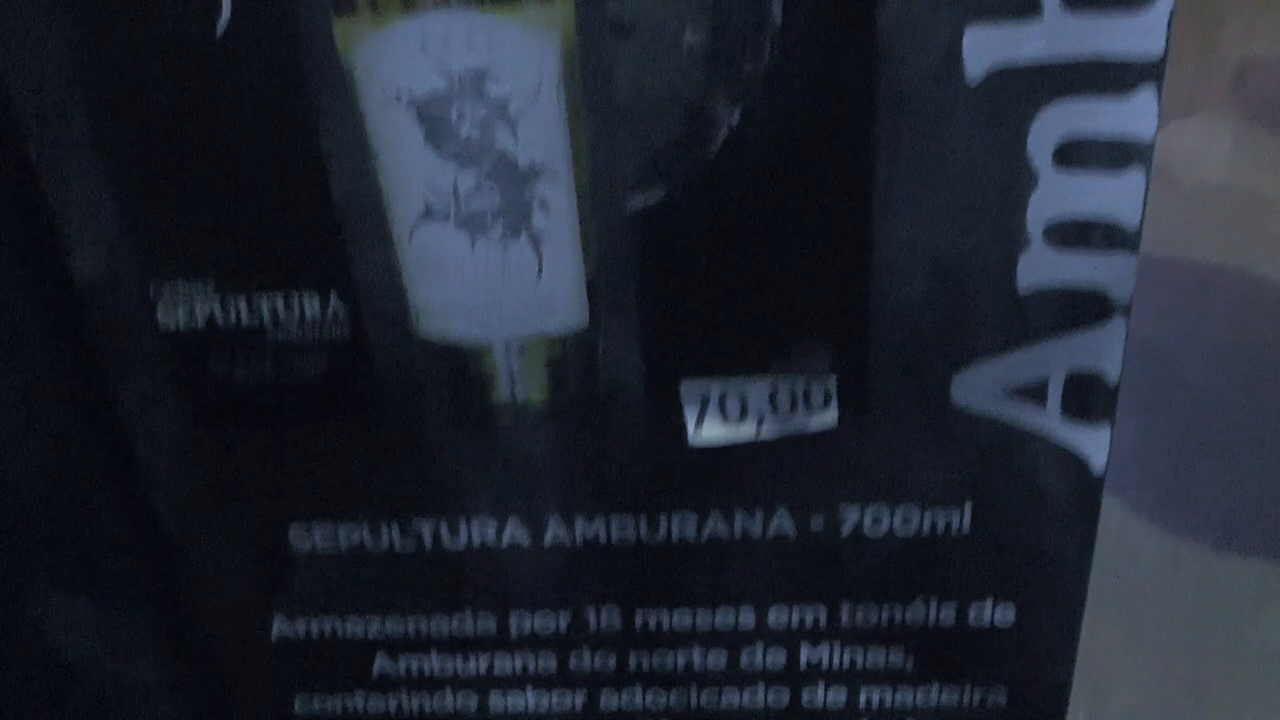 Amb
SEPULTURA
70,00
SEPULTURA AMBURANA - 700ml
Armazenada por 18 meses em tonéis de
Amburana do norte de Minas,
conferindo sabor adocicado de madeira